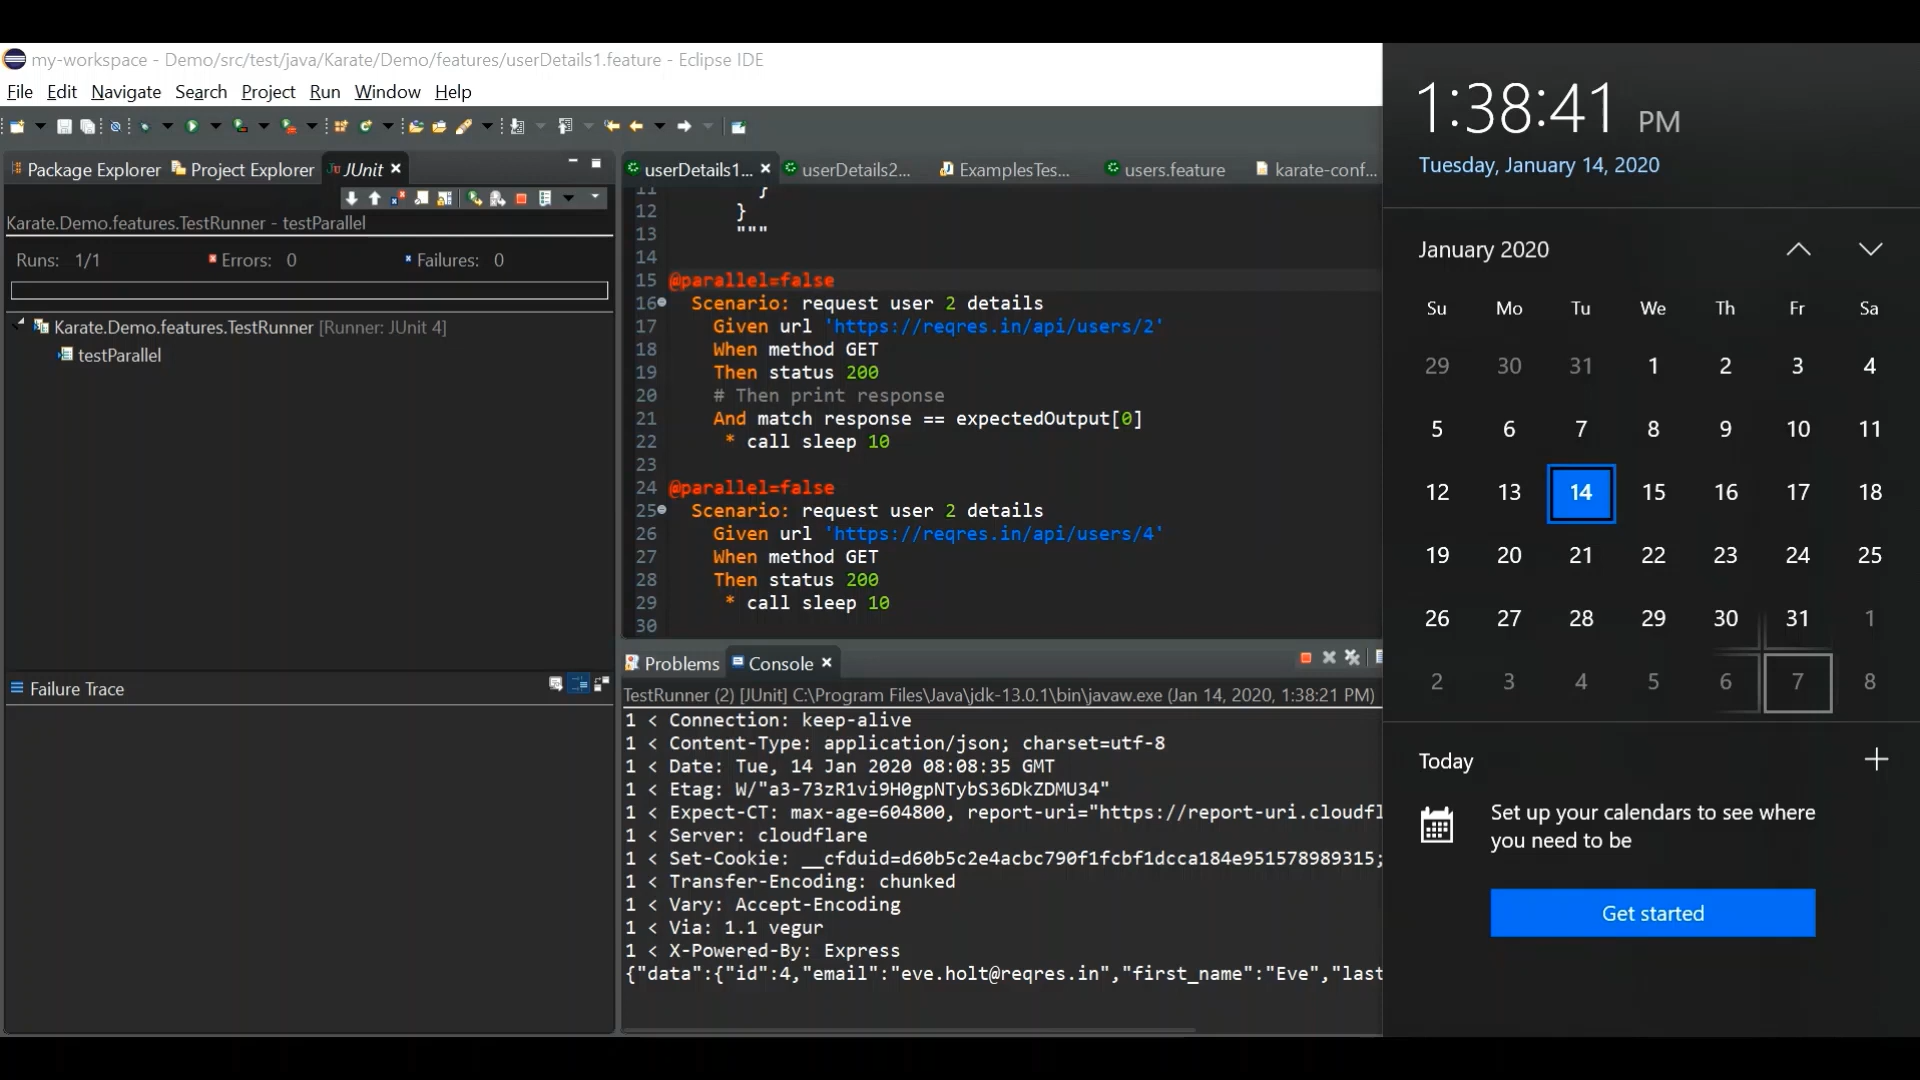 my-workspace - Demo/src/test/java/Karate/Demo/features/userDetails1.feature - Eclipse IDE
File Edit Navigate Search Project Run Window Help
Package Explorer Project Explorer JUnit
Karate.Demo.features.TestRunner - testParallel
Runs: 1/1 Errors: 0 Failures: 0
Karate.Demo.features.TestRunner [Runner: JUnit 4]
testParallel
Failure Trace
userDetails1... userDetails2... ExamplesTes... users.feature karate-conf...
11 }
12 }
13 """
14
15 @parallel=false
16 Scenario: request user 2 details
17 Given url 'https://reqres.in/api/users/2'
18 When method GET
19 Then status 200
20 # Then print response
21 And match response == expectedOutput[0]
22 * call sleep 10
23
24 @parallel=false
25 Scenario: request user 2 details
26 Given url 'https://reqres.in/api/users/4'
27 When method GET
28 Then status 200
29 * call sleep 10
30
Problems Console
TestRunner (2) [JUnit] C:\Program Files\Java\jdk-13.0.1\bin\javaw.exe (Jan 14, 2020, 1:38:21 PM)
1 < Connection: keep-alive
1 < Content-Type: application/json; charset=utf-8
1 < Date: Tue, 14 Jan 2020 08:08:35 GMT
1 < Etag: W/"a3-73zR1vi9H0gpNTybS36DkZDMU34"
1 < Expect-CT: max-age=604800, report-uri="https://report-uri.cloudfl
1 < Server: cloudflare
1 < Set-Cookie: __cfduid=d60b5c2e4acbc790f1fcbf1dcca184e951578989315;
1 < Transfer-Encoding: chunked
1 < Vary: Accept-Encoding
1 < Via: 1.1 vegur
1 < X-Powered-By: Express
{"data":{"id":4,"email":"eve.holt@reqres.in","first_name":"Eve","last
1:38:41 PM
Tuesday, January 14, 2020
January 2020
Su Mo Tu We Th Fr Sa
29 30 31 1 2 3 4
5 6 7 8 9 10 11
12 13 14 15 16 17 18
19 20 21 22 23 24 25
26 27 28 29 30 31 1
2 3 4 5 6 7 8
Today
Set up your calendars to see where
you need to be
Get started